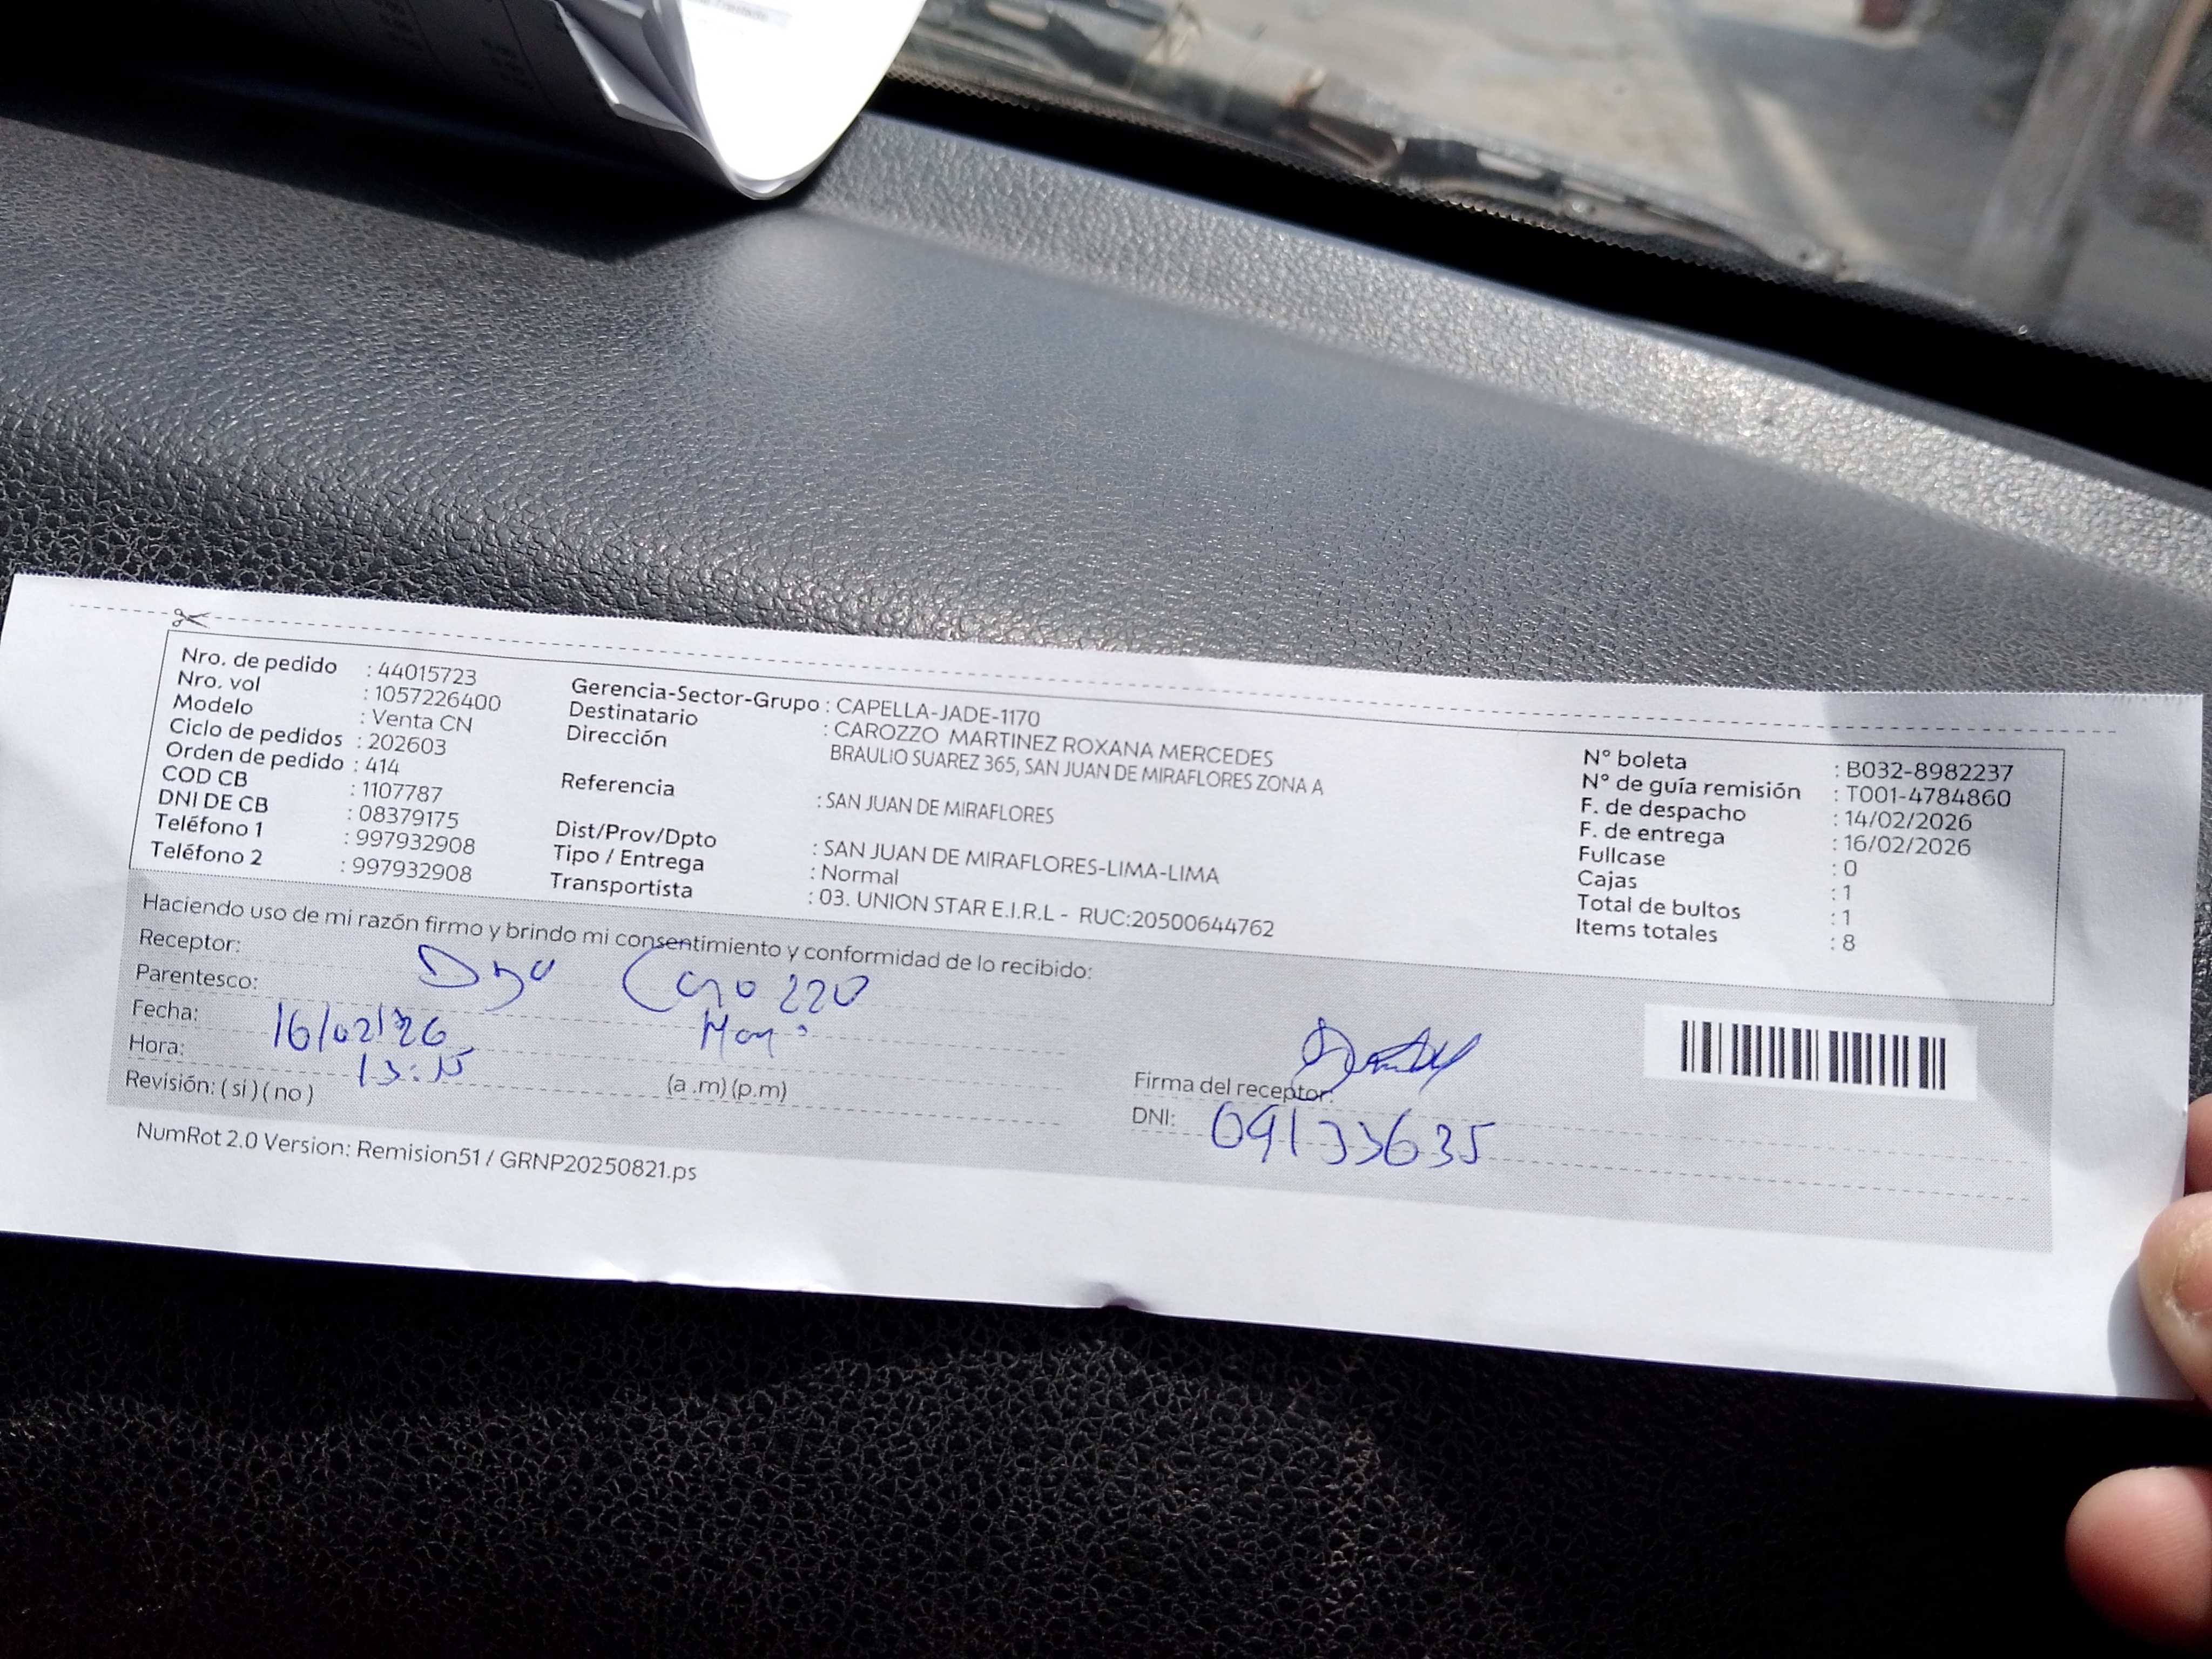 Nro. de pedido : 44015723
Nro. vol : 1057226400
Modelo : Venta CN
Ciclo de pedidos : 202603
Orden de pedido : 414
COD CB : 1107787
DNI DE CB : 08379175
Teléfono 1 : 997932908
Teléfono 2 : 997932908
Gerencia-Sector-Grupo : CAPELLA-JADE-1170
Destinatario : CAROZZO MARTINEZ ROXANA MERCEDES
Dirección BRAULIO SUAREZ 365, SAN JUAN DE MIRAFLORES ZONA A
Referencia : SAN JUAN DE MIRAFLORES
Dist/Prov/Dpto : SAN JUAN DE MIRAFLORES-LIMA-LIMA
Tipo / Entrega : Normal
Transportista : 03. UNION STAR E.I.R.L - RUC:20500644762
N° boleta : B032-8982237
N° de guía remisión : T001-4784860
F. de despacho : 14/02/2026
F. de entrega : 16/02/2026
Fullcase : 0
Cajas : 1
Total de bultos : 1
Items totales : 8
Haciendo uso de mi razón firmo y brindo mi consentimiento y conformidad de lo recibido:
Receptor:
Parentesco:
Fecha: 16/02/26
Hora: 13:15 (a .m) (p.m)
Revisión: ( si ) ( no )
Firma del receptor:
DNI: 09133635
NumRot 2.0 Version: Remision51 / GRNP20250821.ps